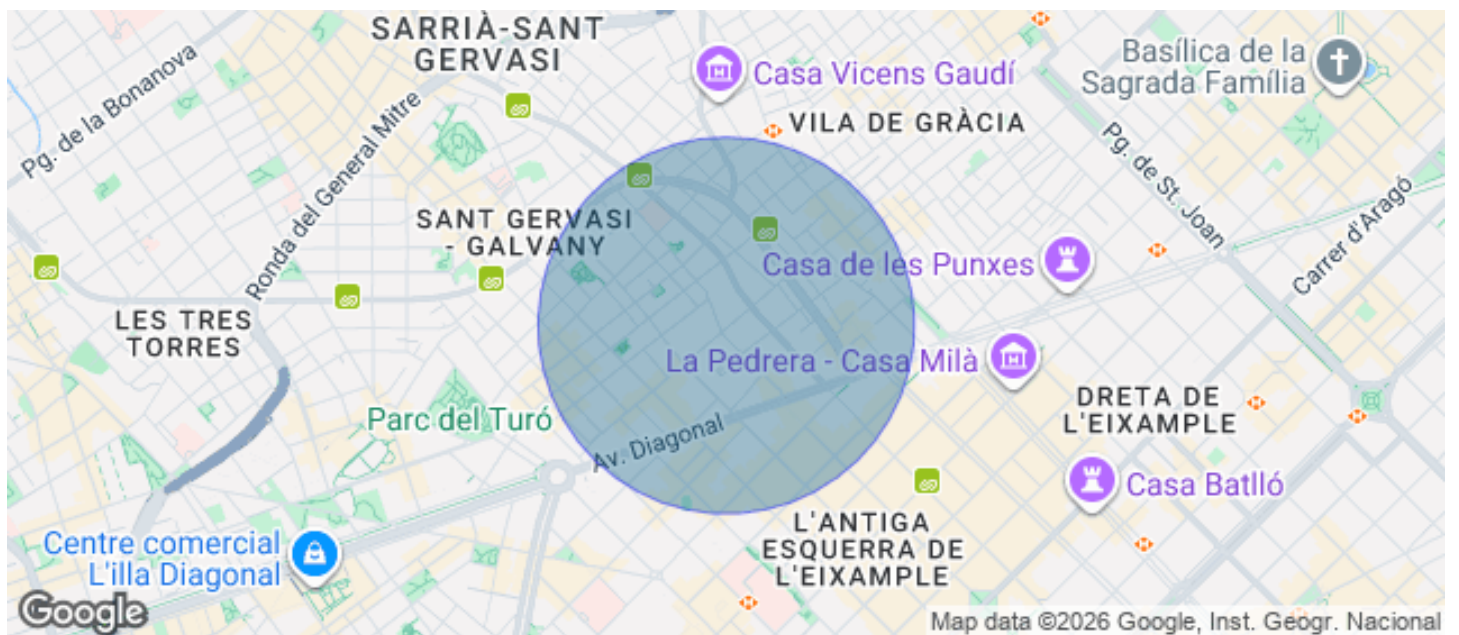 SARRIÀ-SANT
GERVASI
Pg. de la Bonanova
Ronda del General Mitre
Casa Vicens Gaudí
Basílica de la
Sagrada Família
VILA DE GRÀCIA
Pg. de St. Joan
Carrer d'Aragó
SANT GERVASI
- GALVANY
Casa de les Punxes
LES TRES
TORRES
La Pedrera - Casa Milà
Parc del Turó
Av. Diagonal
DRETA DE
L'EIXAMPLE
Casa Batlló
L'ANTIGA
ESQUERRA DE
L'EIXAMPLE
Centre comercial
L'illa Diagonal
Google
Map data ©2026 Google, Inst. Geogr. Nacional